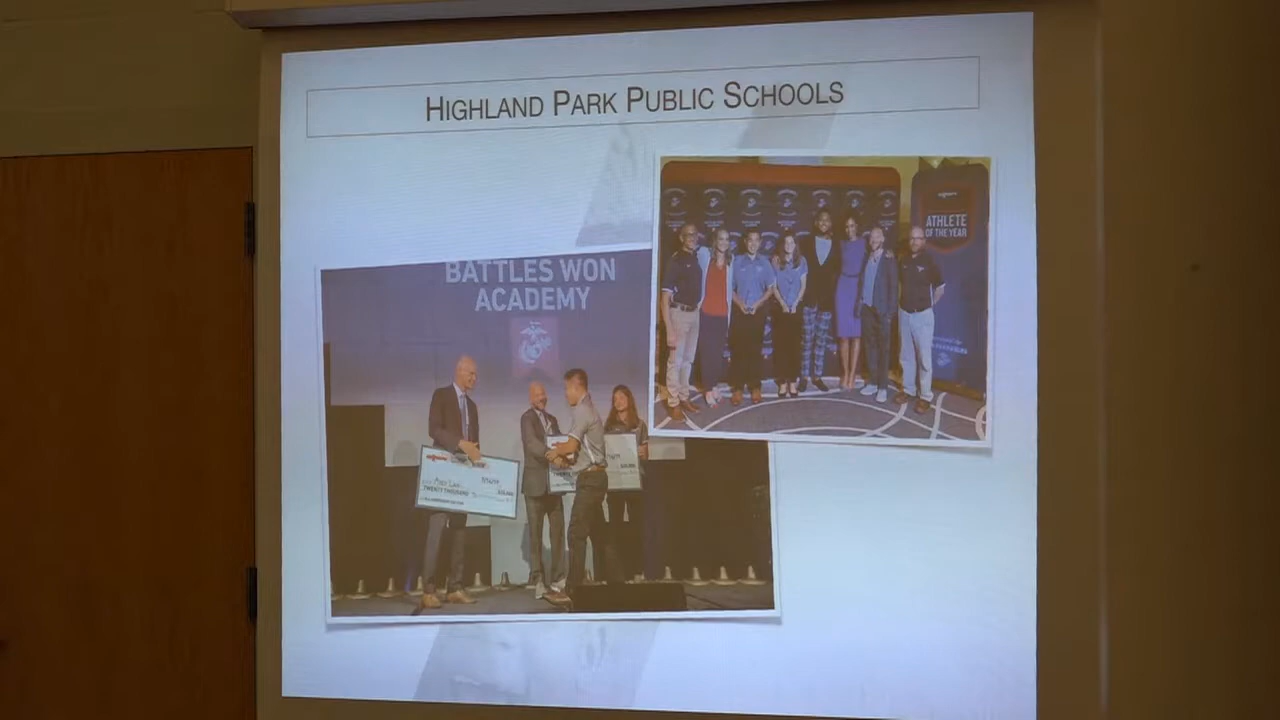 HIGHLAND PARK PUBLIC SCHOOLS
BATTLES WON
ACADEMY
ATHLETE
OF THE YEAR
TWENTY THOUSAND